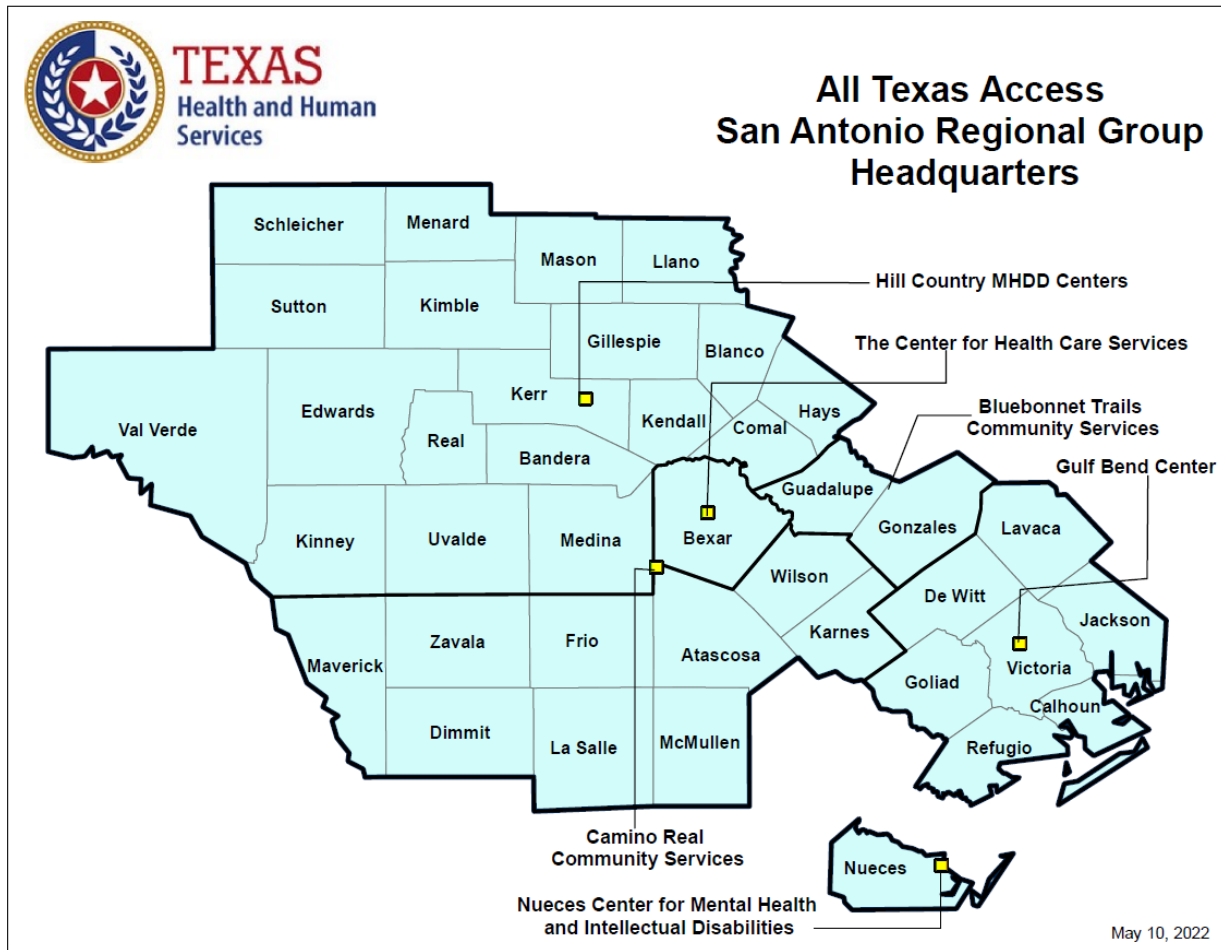 TEXAS
Health and Human
Services
All Texas Access
San Antonio Regional Group
Headquarters
Schleicher
Menard
Mason
Llano
Hill Country MHDD Centers
Sutton
Kimble
Gillespie
Blanco
The Center for Health Care Services
Kerr
Edwards
Hays
Bluebonnet Trails
Community Services
Val Verde
Real
Kendall
Comal
Bandera
Gulf Bend Center
Guadalupe
Gonzales
Lavaca
Kinney
Uvalde
Medina
Bexar
Wilson
De Witt
Jackson
Zavala
Frio
Karnes
Maverick
Atascosa
Victoria
Goliad
Calhoun
Dimmit
La Salle
McMullen
Refugio
Camino Real
Community Services
Nueces
Nueces Center for Mental Health
and Intellectual Disabilities
May 10, 2022